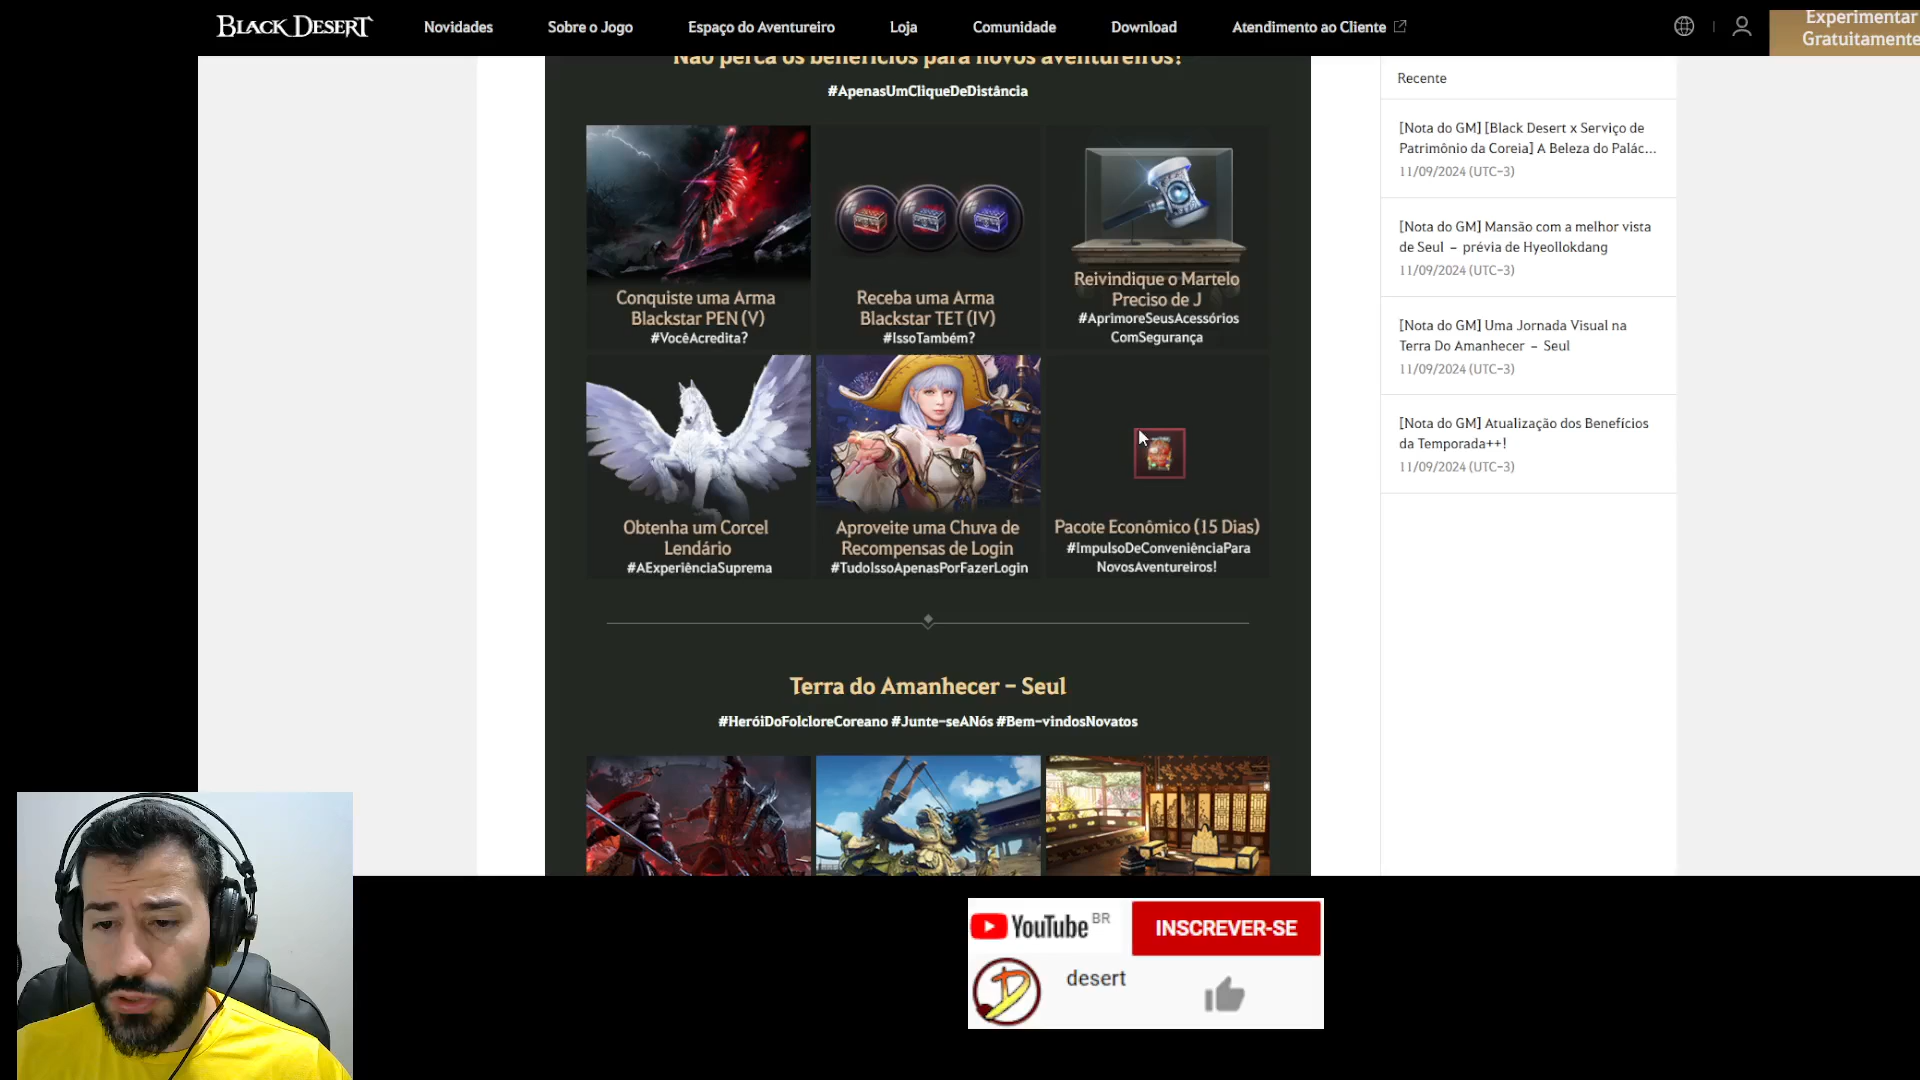 BLACK DESERT
Novidades
Sobre o Jogo
Espaço do Aventureiro
Loja
Comunidade
Download
Atendimento ao Cliente
Experimentar
Gratuitamente
Não perca os benefícios para novos aventureiros!
#ApenasUmCliqueDeDistância
Conquiste uma Arma
Blackstar PEN (V)
#VocêAcredita?
Receba uma Arma
Blackstar TET (IV)
#IssoTambém?
Reivindique o Martelo
Preciso de J
#AprimoreSeusAcessórios
ComSegurança
Obtenha um Corcel
Lendário
#AExperiênciaSuprema
Aproveite uma Chuva de
Recompensas de Login
#TudoIssoApenasPorFazerLogin
Pacote Econômico (15 Dias)
#ImpulsoDeConveniênciaPara
NovosAventureiros!
Terra do Amanhecer – Seul
#HeróiDoFolcloreCoreano #Junte-seANós #Bem-vindosNovatos
Recente
[Nota do GM] [Black Desert x Serviço de
Patrimônio da Coreia] A Beleza do Palác...
11/09/2024 (UTC-3)
[Nota do GM] Mansão com a melhor vista
de Seul – prévia de Hyeollokdang
11/09/2024 (UTC-3)
[Nota do GM] Uma Jornada Visual na
Terra Do Amanhecer – Seul
11/09/2024 (UTC-3)
[Nota do GM] Atualização dos Benefícios
da Temporada++!
11/09/2024 (UTC-3)
YouTube BR
INSCREVER-SE
D
desert